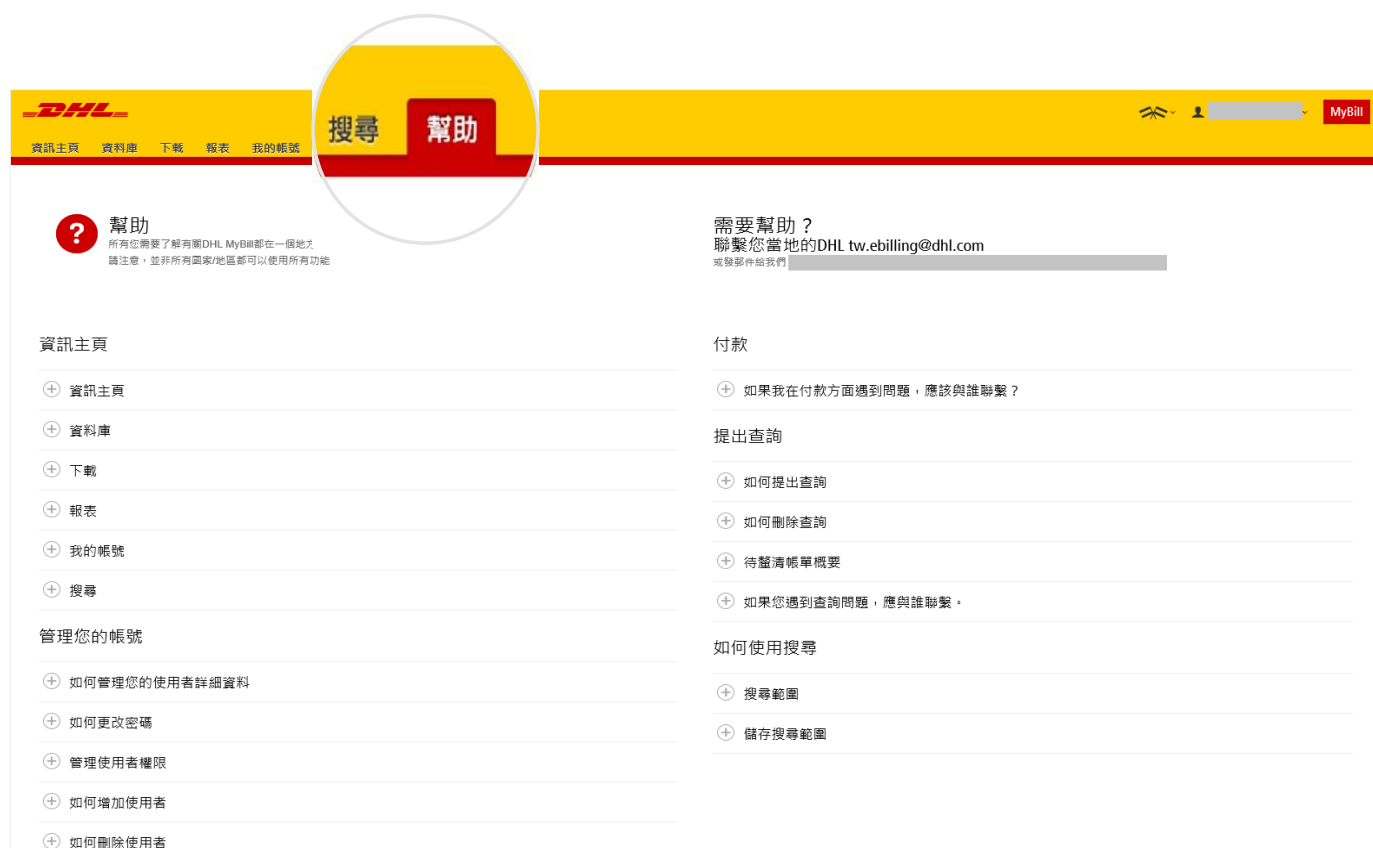 DHL
MyBill
資訊主頁 資料庫 下載 報表 我的帳號 搜尋 幫助
幫助
所有您需要了解有關DHL MyBill都在一個地方
請注意,並非所有國家/地區都可以使用所有功能
需要幫助?
聯繫您當地的DHL tw.ebilling@dhl.com
或發郵件給我們
資訊主頁
資訊主頁
資料庫
下載
報表
我的帳號
搜尋
管理您的帳號
如何管理您的使用者詳細資料
如何更改密碼
管理使用者權限
如何增加使用者
如何刪除使用者
付款
如果我在付款方面遇到問題,應該與誰聯繫?
提出查詢
如何提出查詢
如何刪除查詢
待釐清帳單概要
如果您遇到查詢問題,應與誰聯繫。
如何使用搜尋
搜尋範圍
儲存搜尋範圍